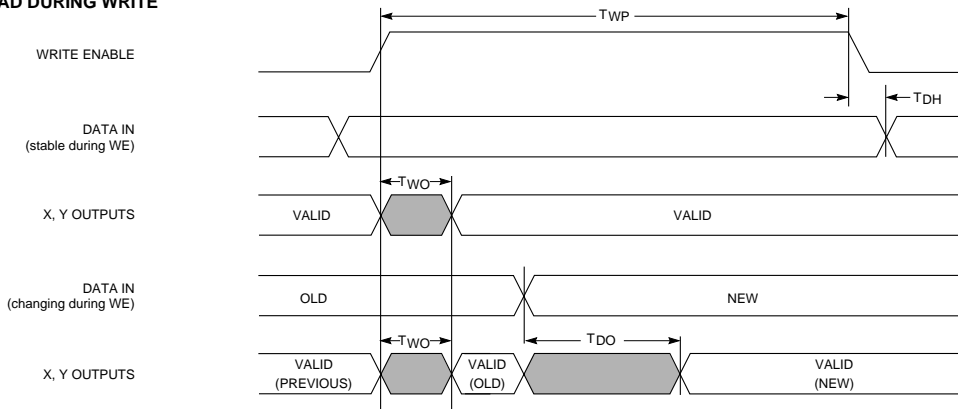 AD DURING WRITE
TWP
WRITE ENABLE
TDH
DATA IN
(stable during WE)
TWO
X, Y OUTPUTS
VALID
VALID
DATA IN
(changing during WE)
OLD
NEW
TWO
TDO
X, Y OUTPUTS
VALID
(PREVIOUS)
VALID
(OLD)
VALID
(NEW)